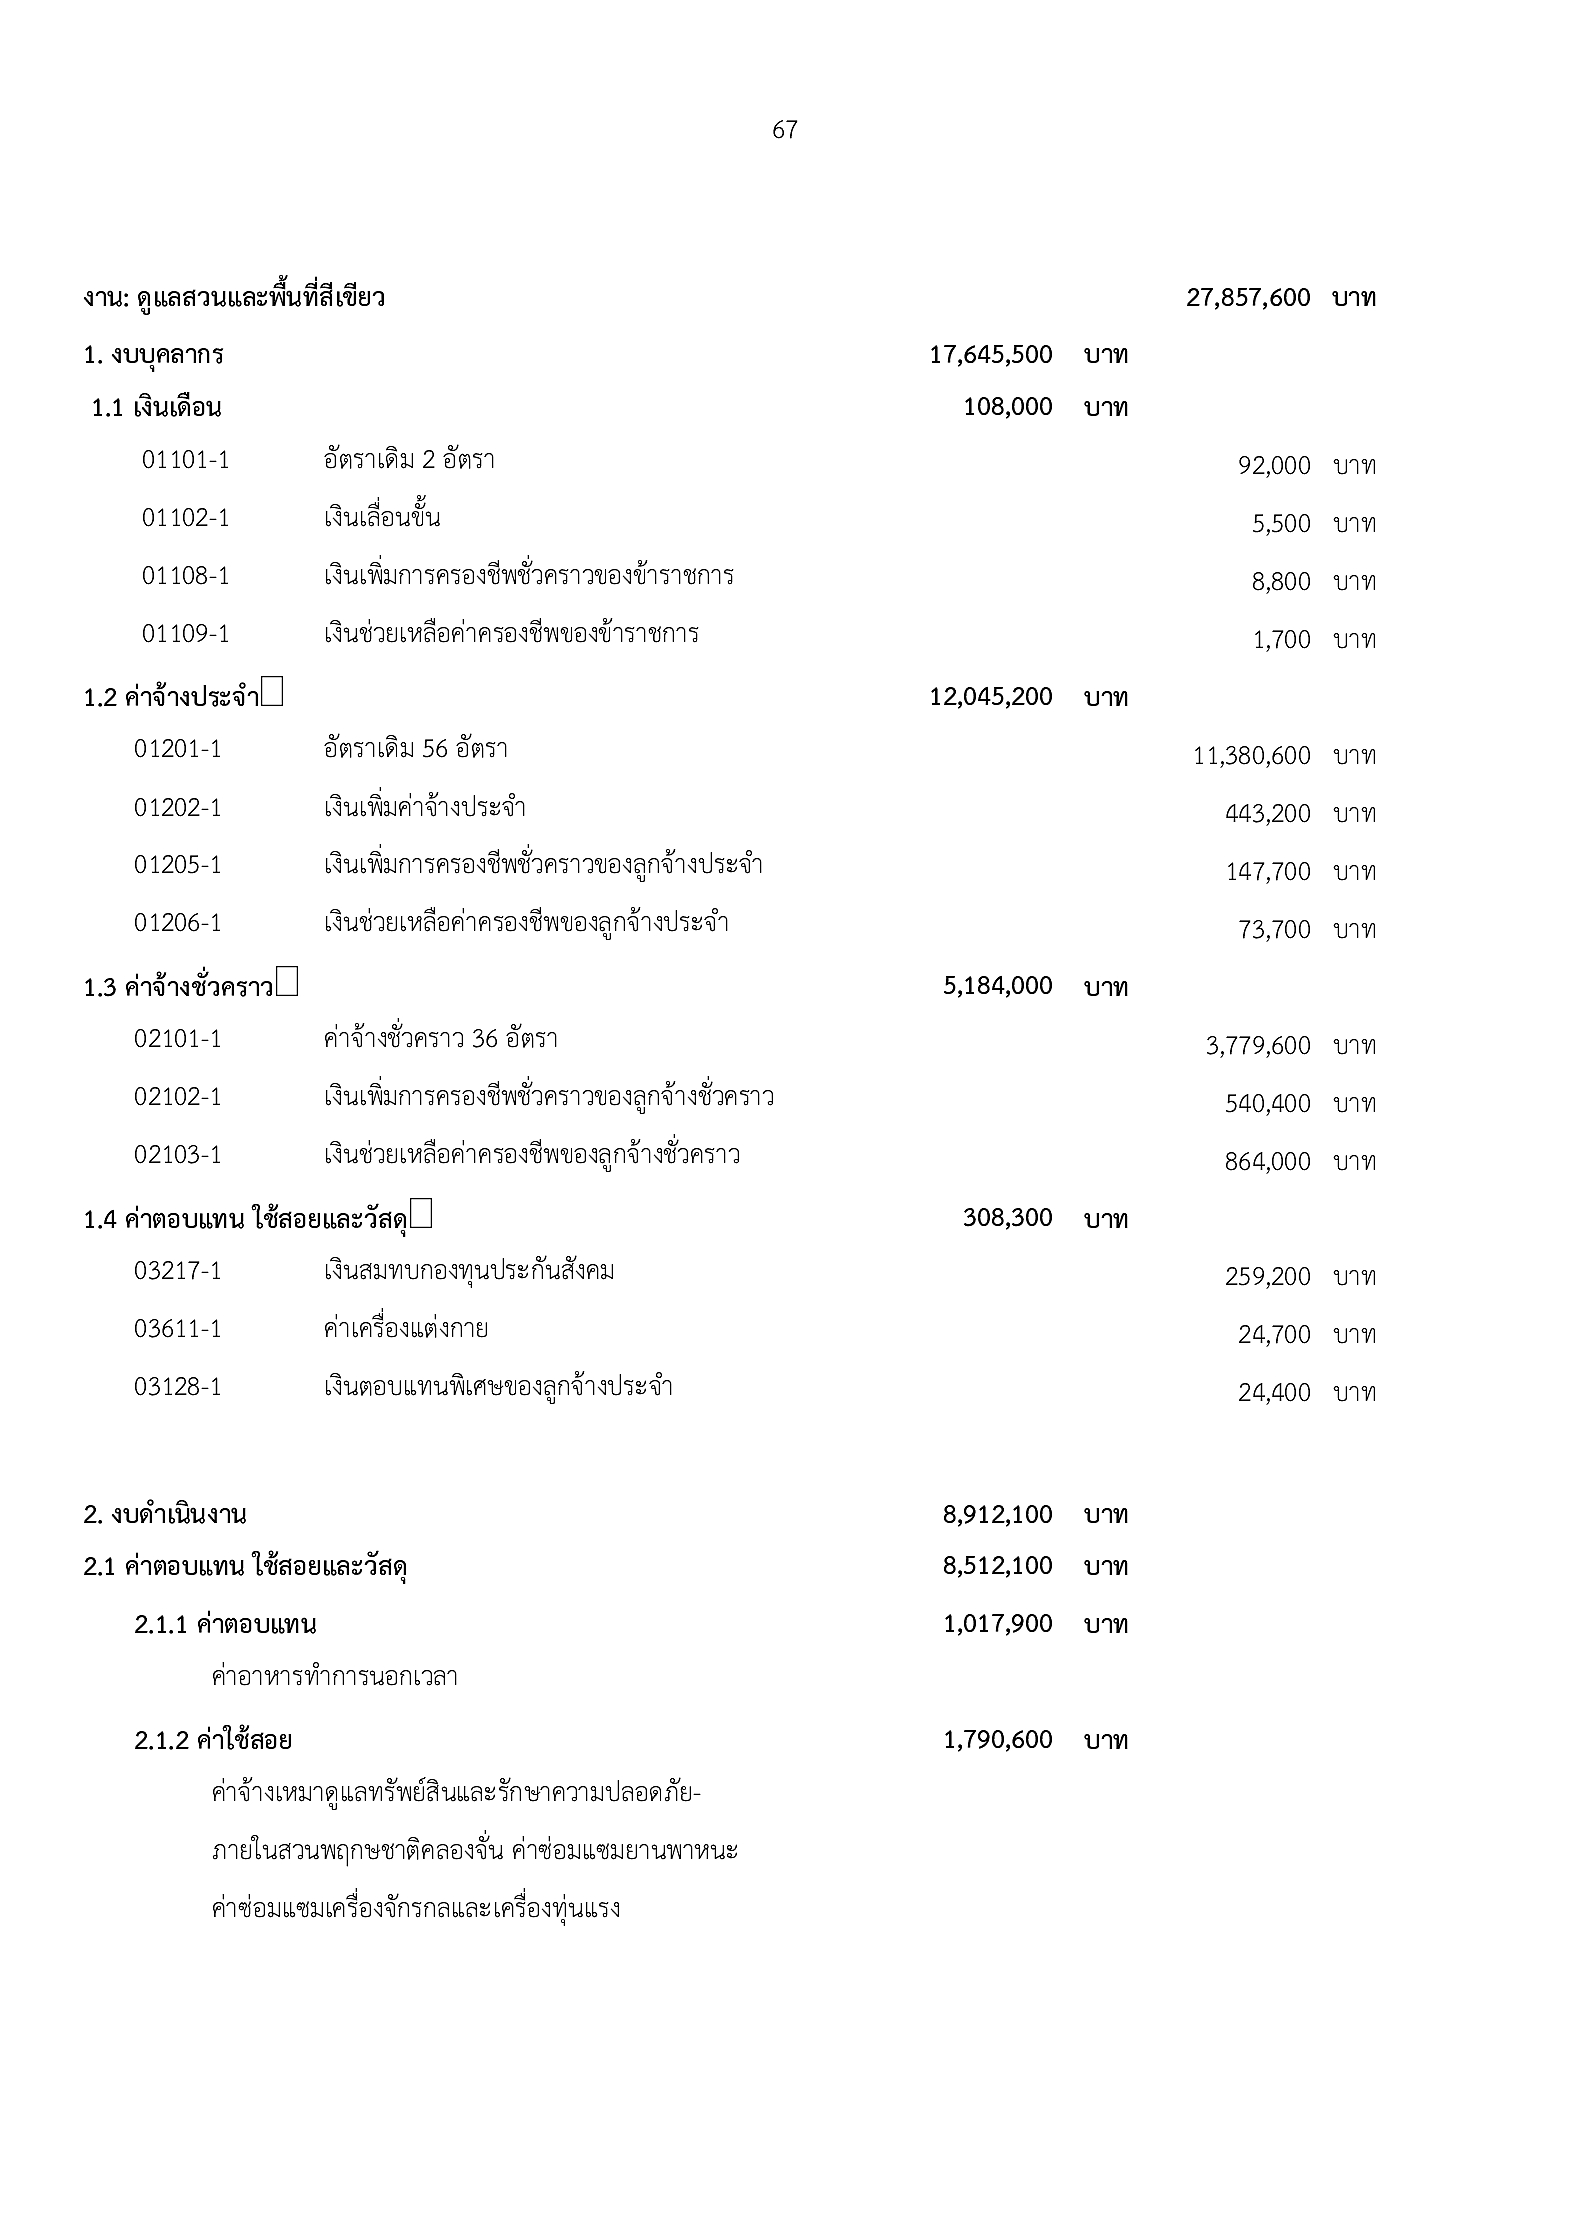 67
งาน: ดูแลสวนและพื้นที่สีเขียว 27,857,600 บาท
1. งบบุคลากร 17,645,500 บาท
1.1 เงินเดือน 108,000 บาท
01101-1 อัตราเดิม 2 อัตรา 92,000 บาท
01102-1 เงินเลื่อนขั้น 5,500 บาท
01108-1 เงินเพิ่มการครองชีพชั่วคราวของข้าราชการ 8,800 บาท
01109-1 เงินช่วยเหลือค่าครองชีพของข้าราชการ 1,700 บาท
1.2 ค่าจ้างประจำ 12,045,200 บาท
01201-1 อัตราเดิม 56 อัตรา 11,380,600 บาท
01202-1 เงินเพิ่มค่าจ้างประจำ 443,200 บาท
01205-1 เงินเพิ่มการครองชีพชั่วคราวของลูกจ้างประจำ 147,700 บาท
01206-1 เงินช่วยเหลือค่าครองชีพของลูกจ้างประจำ 73,700 บาท
1.3 ค่าจ้างชั่วคราว 5,184,000 บาท
02101-1 ค่าจ้างชั่วคราว 36 อัตรา 3,779,600 บาท
02102-1 เงินเพิ่มการครองชีพชั่วคราวของลูกจ้างชั่วคราว 540,400 บาท
02103-1 เงินช่วยเหลือค่าครองชีพของลูกจ้างชั่วคราว 864,000 บาท
1.4 ค่าตอบแทน ใช้สอยและวัสดุ 308,300 บาท
03217-1 เงินสมทบกองทุนประกันสังคม 259,200 บาท
03611-1 ค่าเครื่องแต่งกาย 24,700 บาท
03128-1 เงินตอบแทนพิเศษของลูกจ้างประจำ 24,400 บาท
2. งบดำเนินงาน 8,912,100 บาท
2.1 ค่าตอบแทน ใช้สอยและวัสดุ 8,512,100 บาท
2.1.1 ค่าตอบแทน 1,017,900 บาท
ค่าอาหารทำการนอกเวลา
2.1.2 ค่าใช้สอย 1,790,600 บาท
ค่าจ้างเหมาดูแลทรัพย์สินและรักษาความปลอดภัย-
ภายในสวนพฤกษชาติคลองจั่น ค่าซ่อมแซมยานพาหนะ
ค่าซ่อมแซมเครื่องจักรกลและเครื่องทุ่นแรง